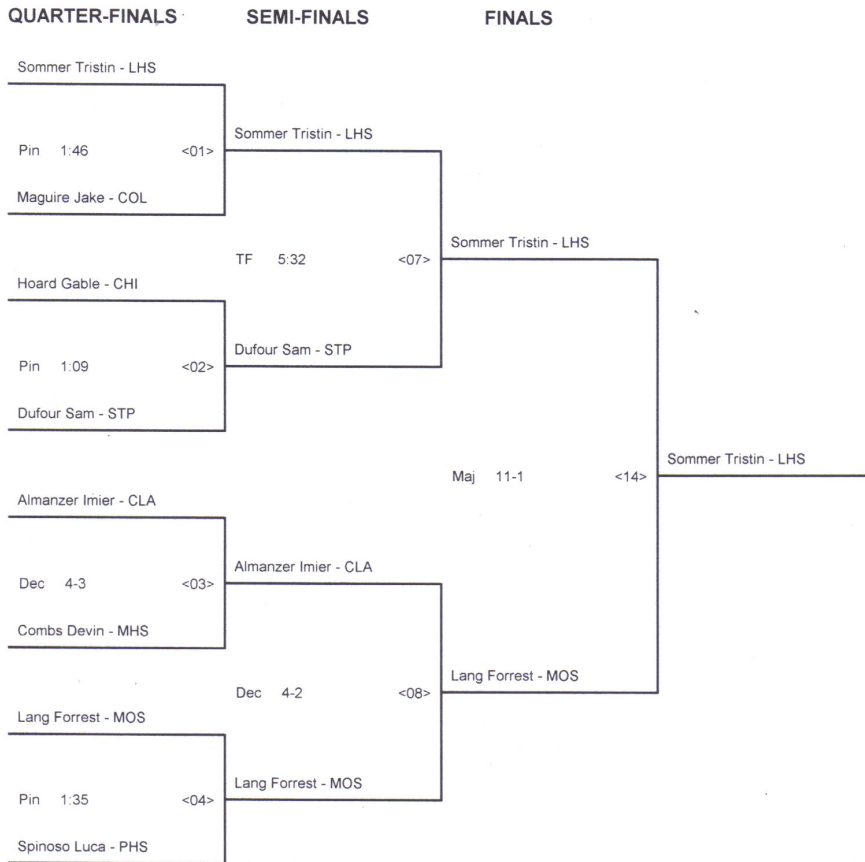 QUARTER-FINALS SEMI-FINALS FINALS
Sommer Tristin - LHS
Sommer Tristin - LHS
Pin 1:46 <01>
Maguire Jake - COL
Sommer Tristin - LHS
TF 5:32 <07>
Hoard Gable - CHI
Dufour Sam - STP
Pin 1:09 <02>
Dufour Sam - STP
Sommer Tristin - LHS
Maj 11-1 <14>
Almanzer Imier - CLA
Almanzer Imier - CLA
Dec 4-3 <03>
Combs Devin - MHS
Lang Forrest - MOS
Dec 4-2 <08>
Lang Forrest - MOS
Lang Forrest - MOS
Pin 1:35 <04>
Spinoso Luca - PHS